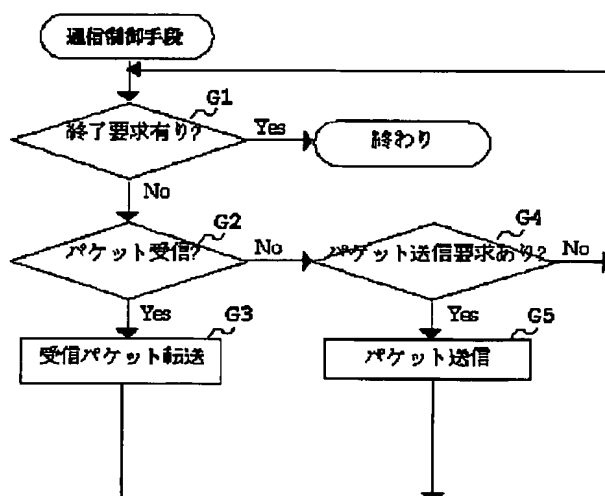 通信制御手段
G1
終了要求有り?
Yes
終わり
No
G2
パケット受信?
No
G4
パケット送信要求あり?
No
Yes
G3
受信パケット転送
Yes
G5
パケット送信